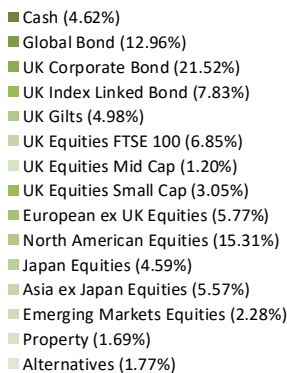 Cash (4.62%)
Global Bond (12.96%)
UK Corporate Bond (21.52%)
UK Index Linked Bond (7.83%)
UK Gilts (4.98%)
UK Equities FTSE 100 (6.85%)
UK Equities Mid Cap (1.20%)
UK Equities Small Cap (3.05%)
European ex UK Equities (5.77%)
North American Equities (15.31%)
Japan Equities (4.59%)
Asia ex Japan Equities (5.57%)
Emerging Markets Equities (2.28%)
Property (1.69%)
Alternatives (1.77%)